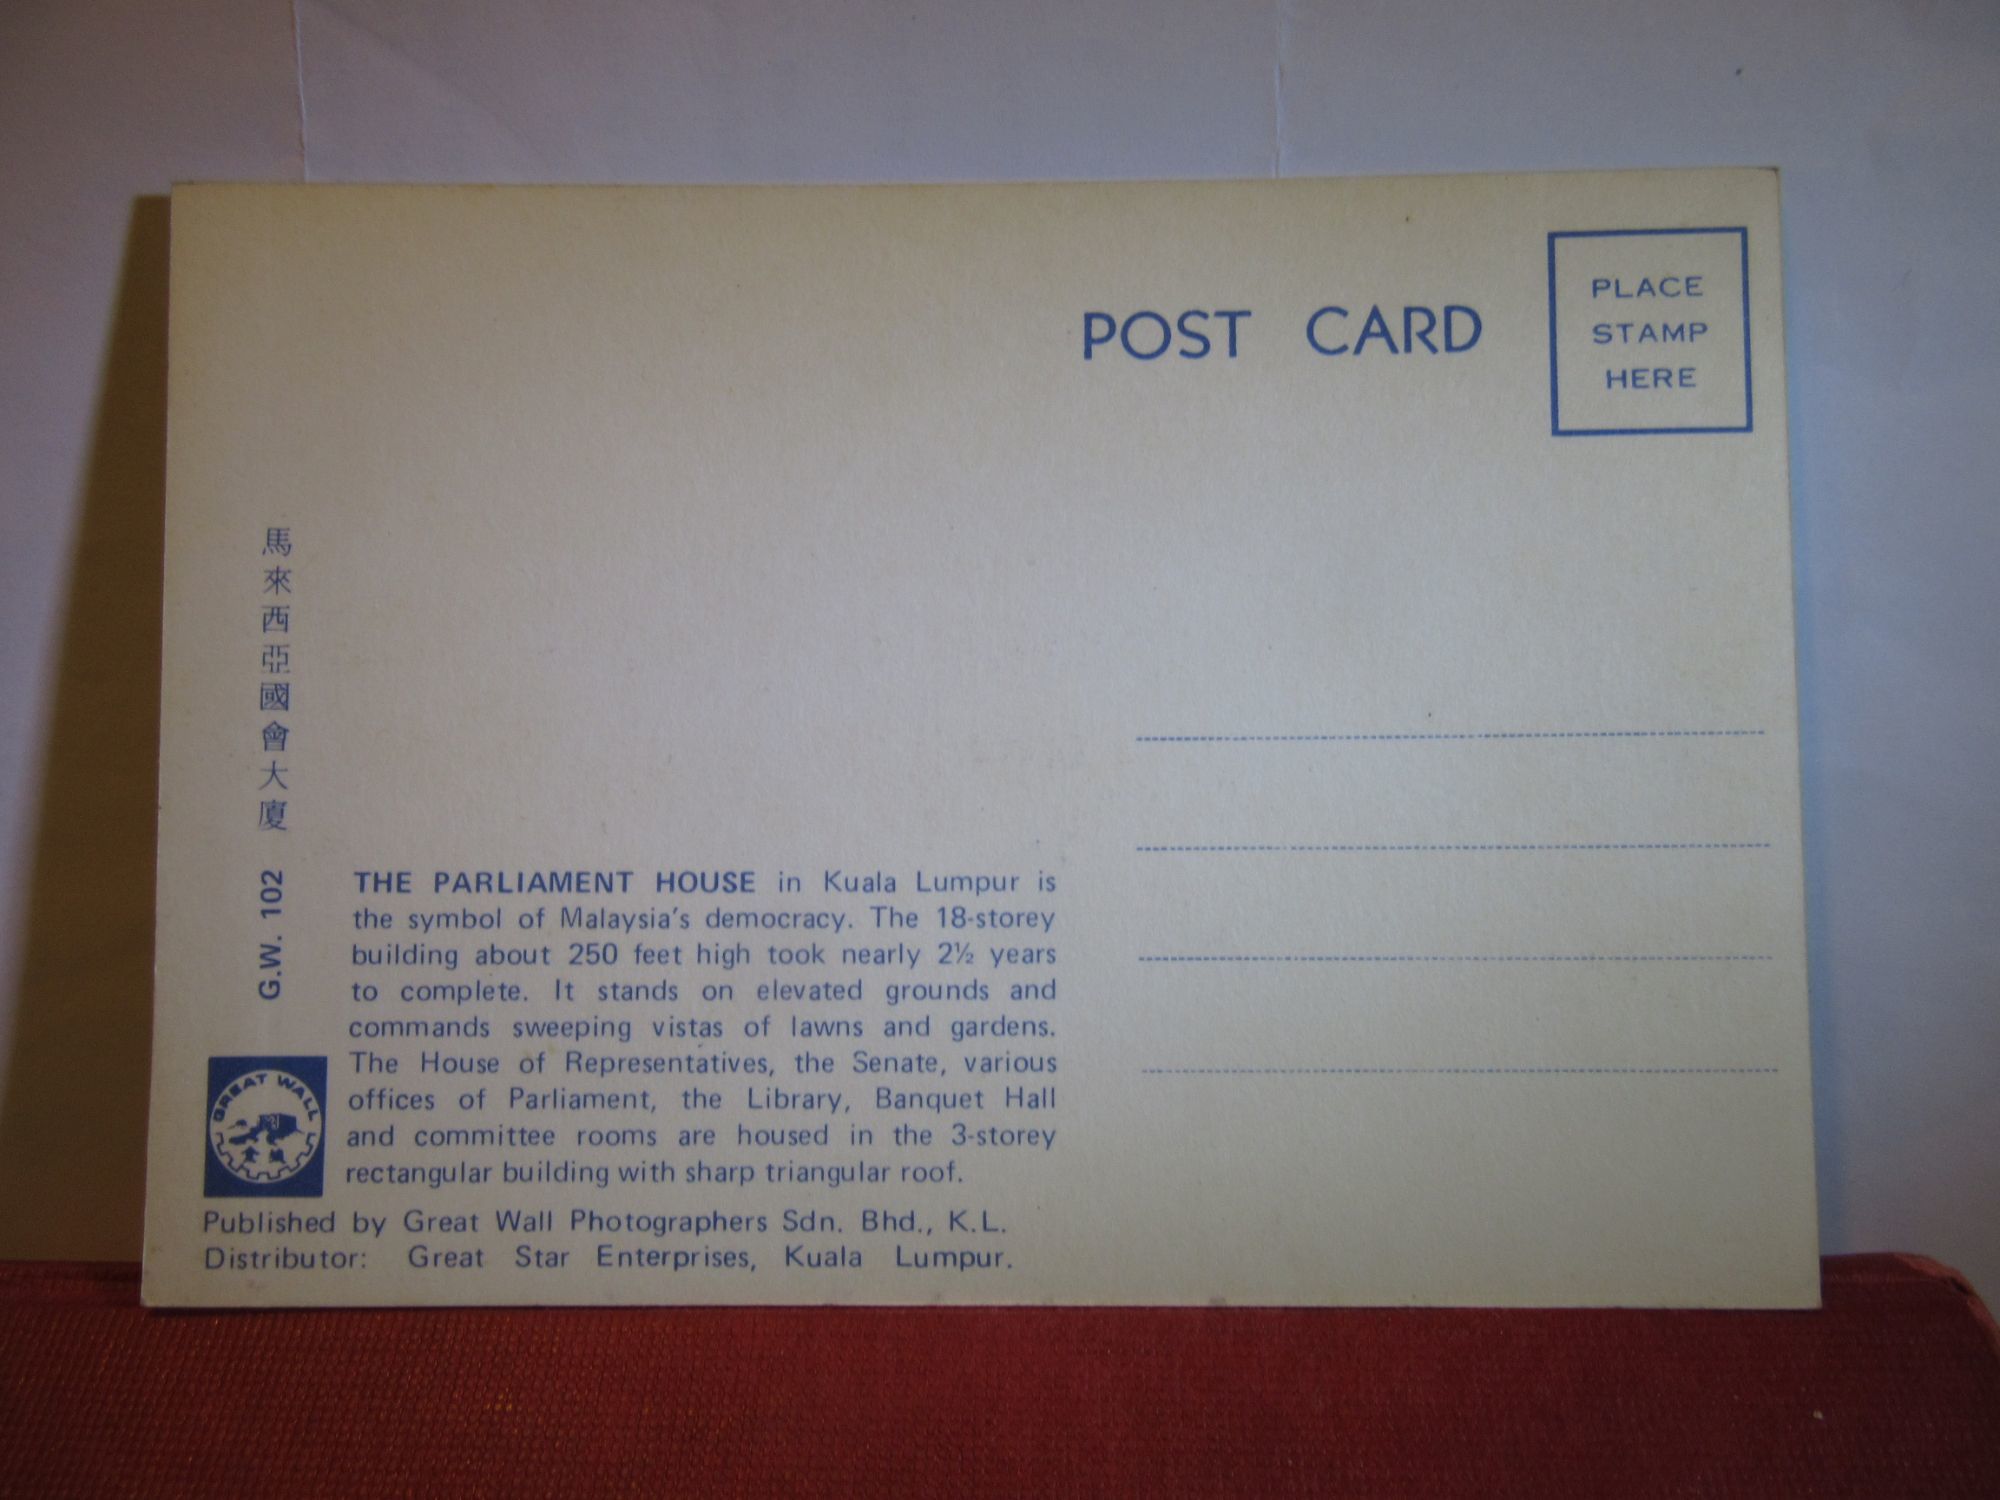 POST CARD
PLACE
STAMP
HERE
馬來西亞國會大廈
G.W. 102
THE PARLIAMENT HOUSE in Kuala Lumpur is
the symbol of Malaysia's democracy. The 18-storey
building about 250 feet high took nearly 2½ years
to complete. It stands on elevated grounds and
commands sweeping vistas of lawns and gardens.
The House of Representatives, the Senate, various
offices of Parliament, the Library, Banquet Hall
and committee rooms are housed in the 3-storey
rectangular building with sharp triangular roof.
GREAT WALL
Published by Great Wall Photographers Sdn. Bhd., K.L.
Distributor: Great Star Enterprises, Kuala Lumpur.